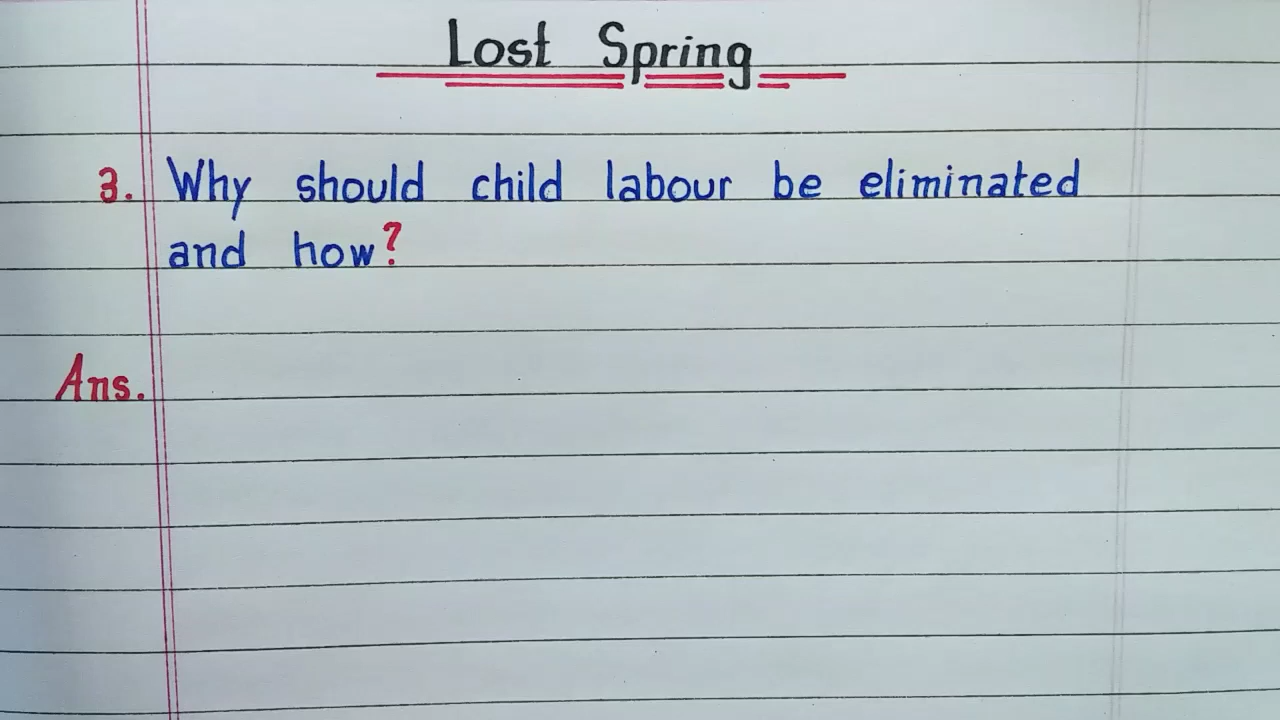 Lost Spring
3. Why should child labour be eliminated
and how?
Ans.